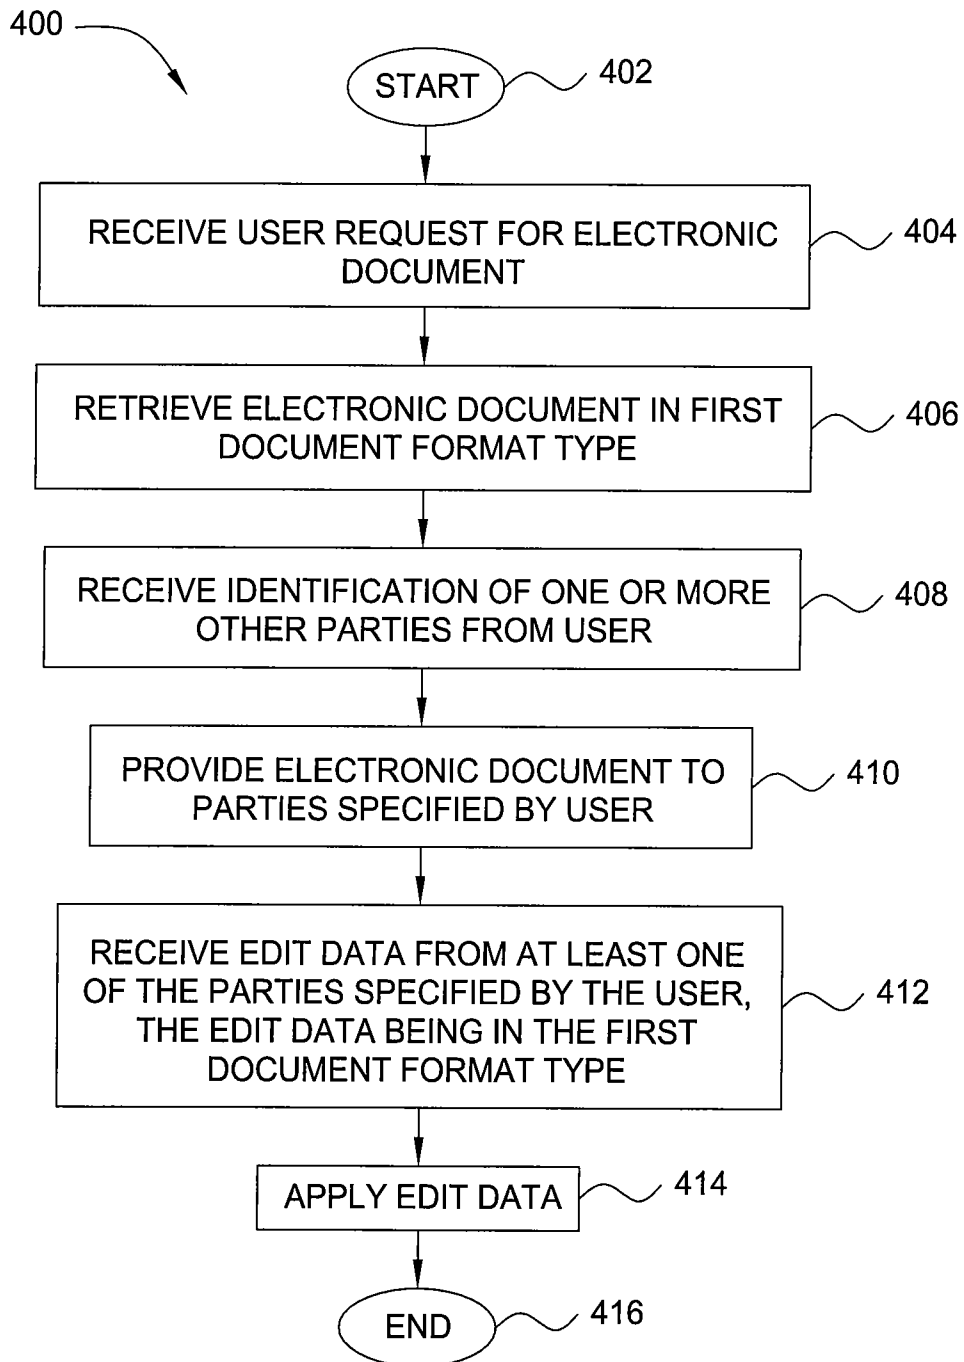 400
START
402
RECEIVE USER REQUEST FOR ELECTRONIC
DOCUMENT
404
RETRIEVE ELECTRONIC DOCUMENT IN FIRST
DOCUMENT FORMAT TYPE
406
RECEIVE IDENTIFICATION OF ONE OR MORE
OTHER PARTIES FROM USER
408
PROVIDE ELECTRONIC DOCUMENT TO
PARTIES SPECIFIED BY USER
410
RECEIVE EDIT DATA FROM AT LEAST ONE
OF THE PARTIES SPECIFIED BY THE USER,
THE EDIT DATA BEING IN THE FIRST
DOCUMENT FORMAT TYPE
412
APPLY EDIT DATA
414
END
416